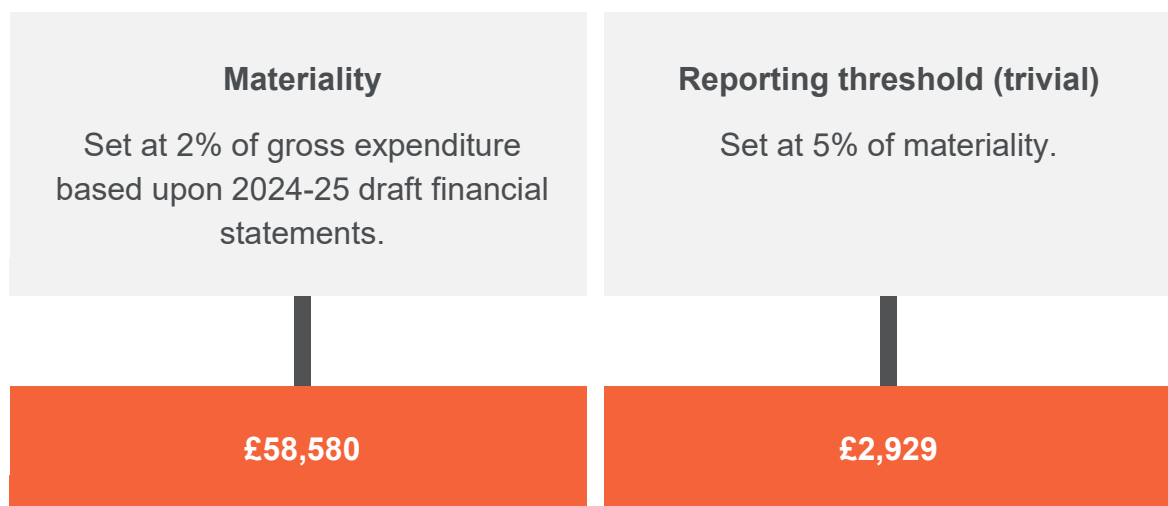 Materiality
Set at 2% of gross expenditure
based upon 2024-25 draft financial
statements.
£58,580
Reporting threshold (trivial)
Set at 5% of materiality.
£2,929